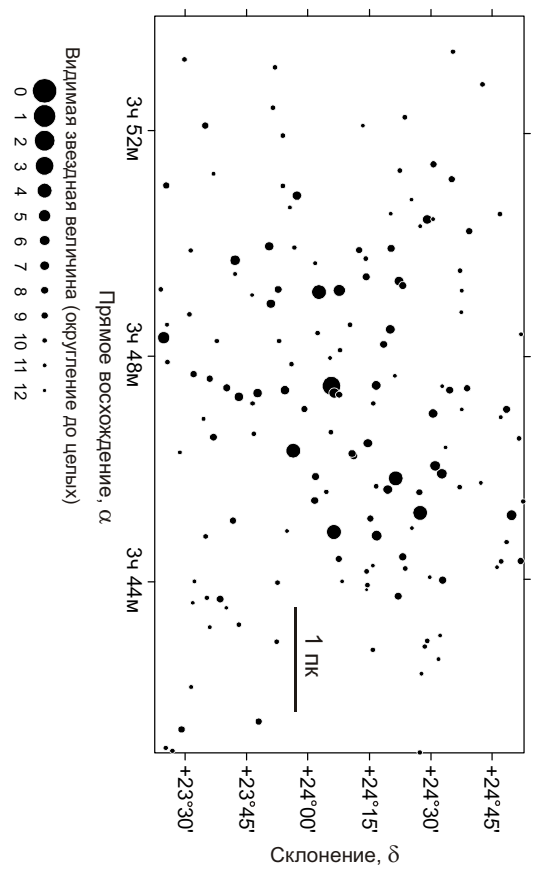 Видимая звездная величина (округление до целых)
0 1 2 3 4 5 6 7 8 9 10 11 12
Прямое восхождение, α
3ч 52м
3ч 48м
3ч 44м
1 пк
+23°30'
+23°45'
+24°00'
+24°15'
+24°30'
+24°45'
Склонение, δ